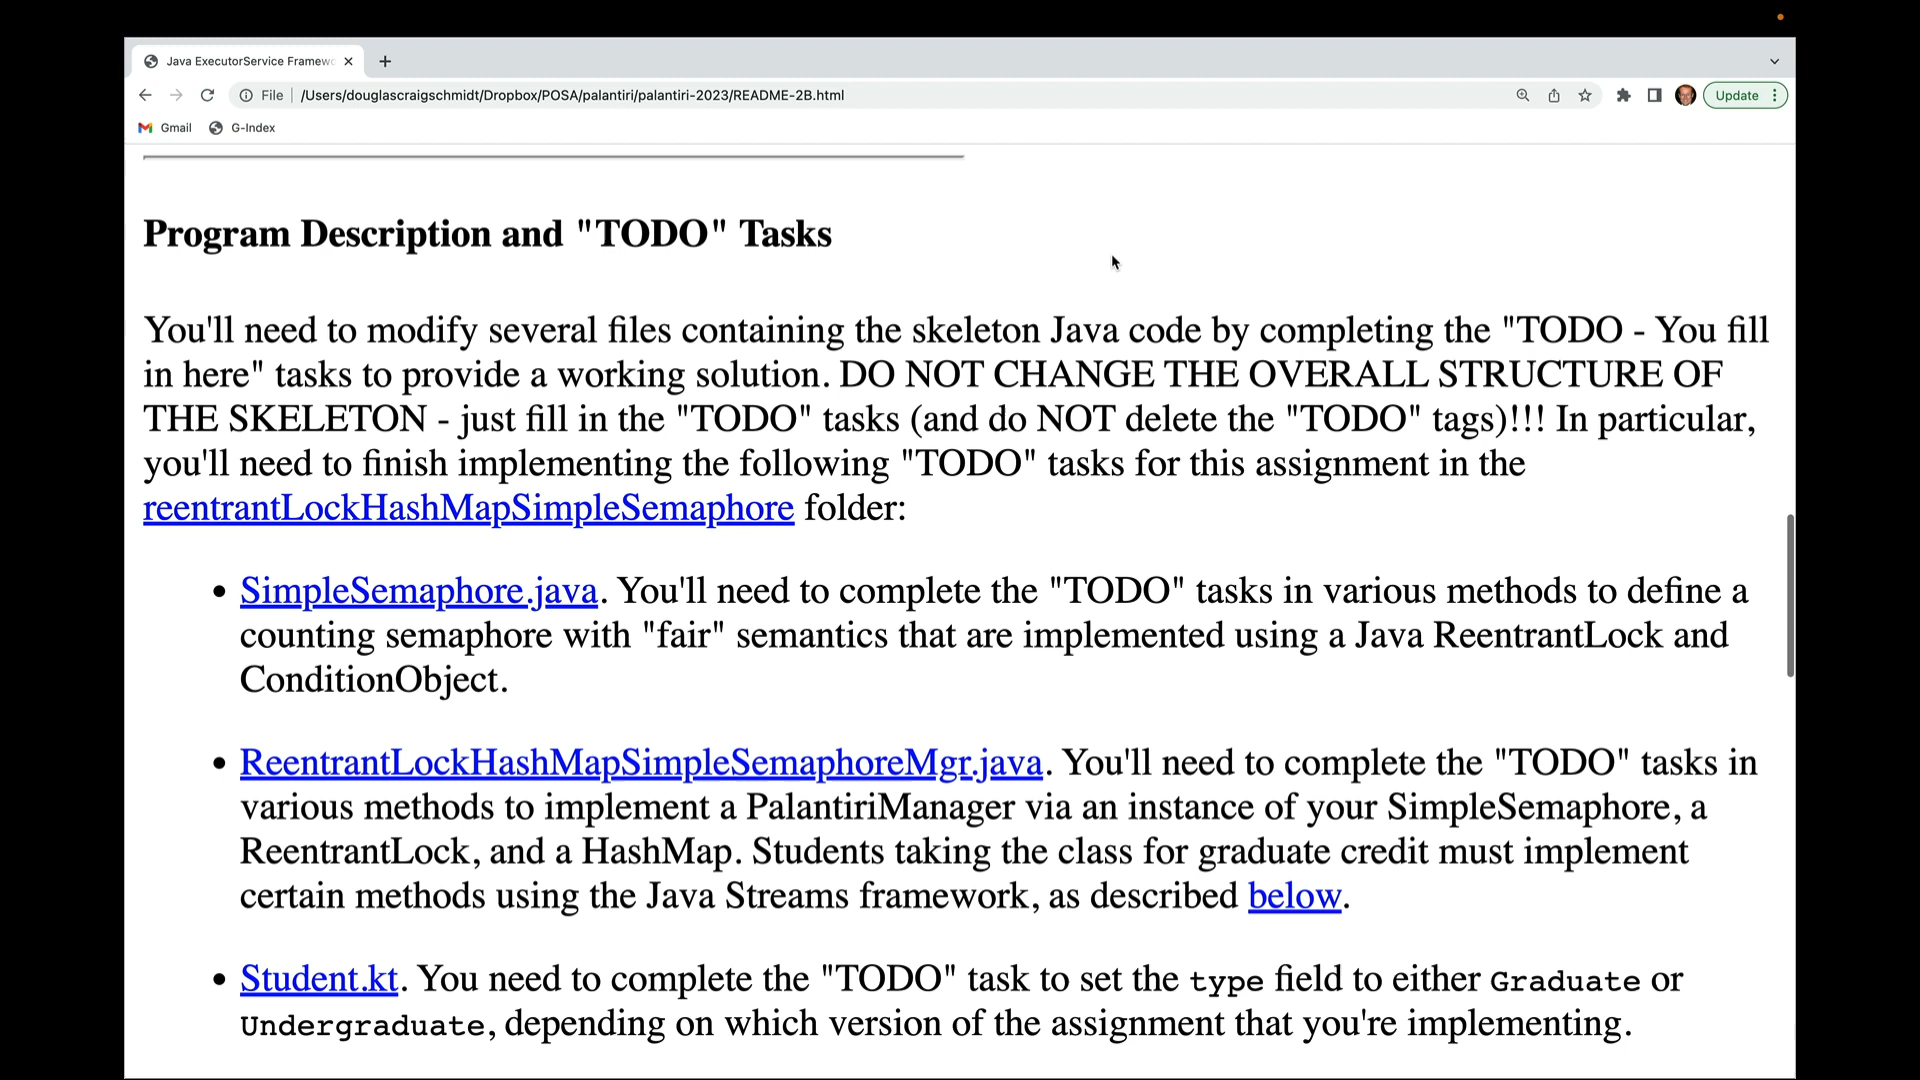 Java ExecutorService Framew
File
/Users/douglascraigschmidt/Dropbox/POSA/palantiri/palantiri-2023/README-2B.html
Update
Gmail
G-Index
Program Description and "TODO" Tasks
You'll need to modify several files containing the skeleton Java code by completing the "TODO - You fill
in here" tasks to provide a working solution. DO NOT CHANGE THE OVERALL STRUCTURE OF
THE SKELETON - just fill in the "TODO" tasks (and do NOT delete the "TODO" tags)!!! In particular,
you'll need to finish implementing the following "TODO" tasks for this assignment in the
reentrantLockHashMapSimpleSemaphore folder:
• SimpleSemaphore.java. You'll need to complete the "TODO" tasks in various methods to define a
counting semaphore with "fair" semantics that are implemented using a Java ReentrantLock and
ConditionObject.
• ReentrantLockHashMapSimpleSemaphoreMgr.java. You'll need to complete the "TODO" tasks in
various methods to implement a PalantiriManager via an instance of your SimpleSemaphore, a
ReentrantLock, and a HashMap. Students taking the class for graduate credit must implement
certain methods using the Java Streams framework, as described below.
• Student.kt. You need to complete the "TODO" task to set the type field to either Graduate or
Undergraduate, depending on which version of the assignment that you're implementing.